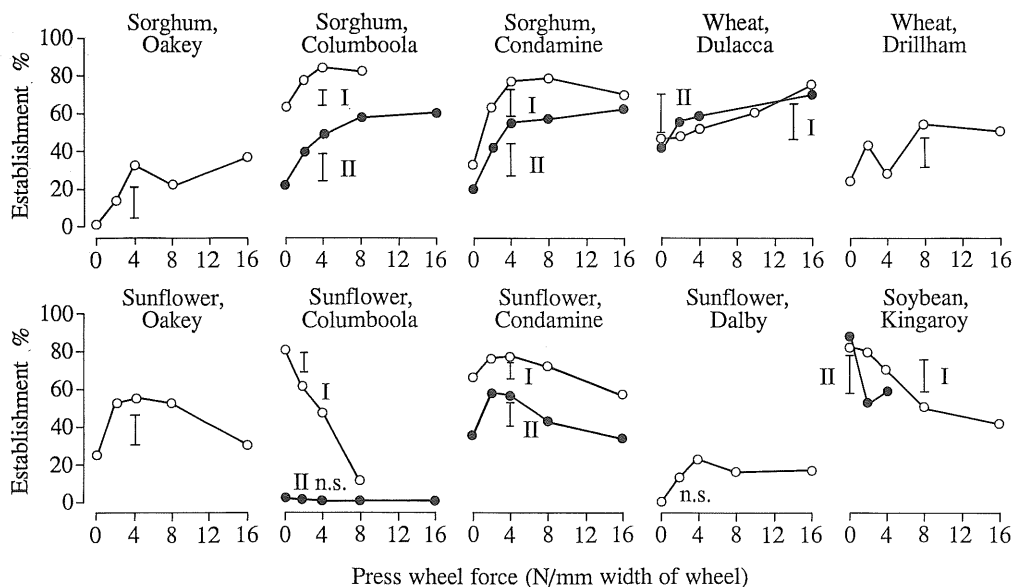 Sorghum, Oakey
Sorghum, Columboola
Sorghum, Condamine
Wheat, Dulacca
Wheat, Drillham
Establishment %
100
80
60
40
20
0
I
II
I
II
II
I
0 4 8 12 16
0 4 8 12 16
0 4 8 12 16
0 4 8 12 16
0 4 8 12 16
Sunflower, Oakey
Sunflower, Columboola
Sunflower, Condamine
Sunflower, Dalby
Soybean, Kingaroy
Establishment %
100
80
60
40
20
0
I
II n.s.
I
II
n.s.
II
I
0 4 8 12 16
0 4 8 12 16
0 4 8 12 16
0 4 8 12 16
0 4 8 12 16
Press wheel force (N/mm width of wheel)